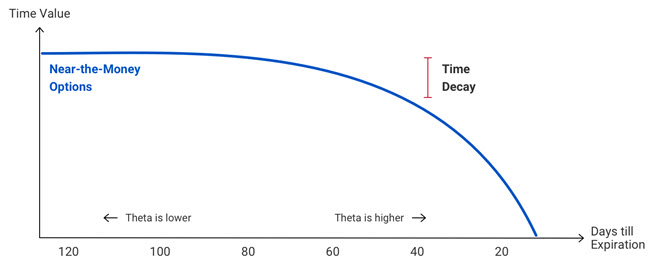 Time Value
Near-the-Money
Options
Time
Decay
Theta is lower
Theta is higher
Days till
Expiration
120 100 80 60 40 20